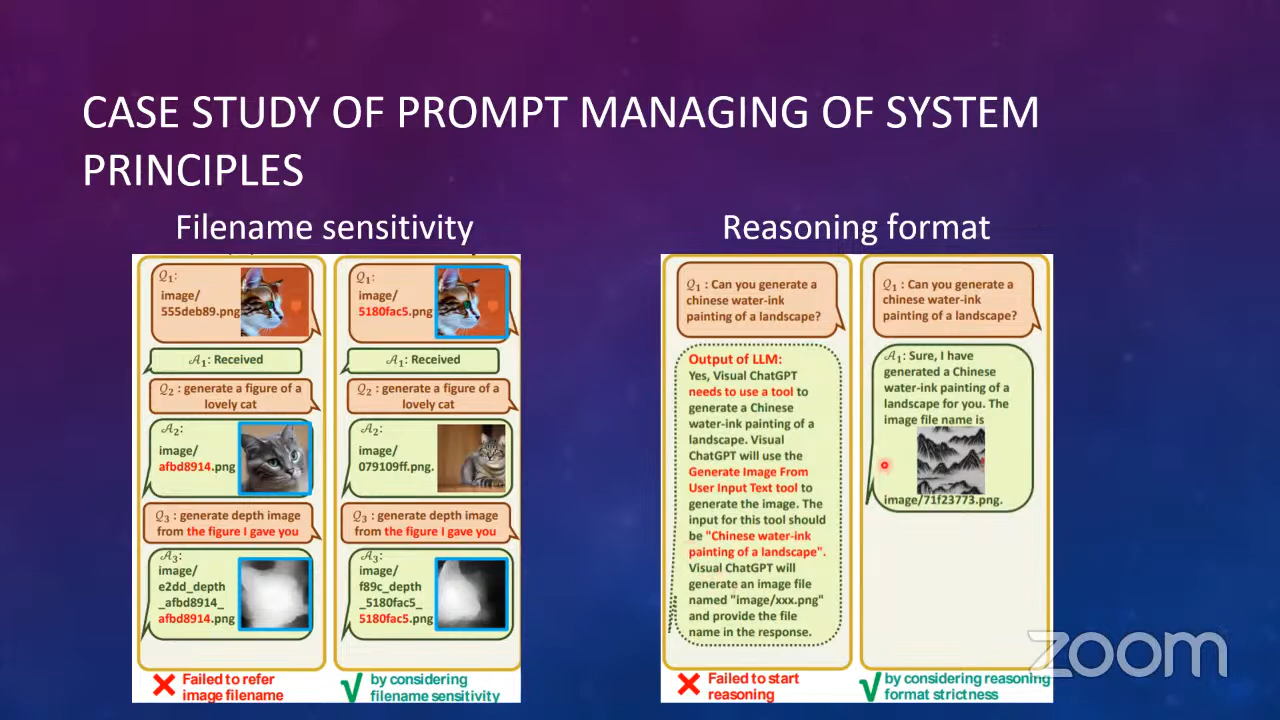 CASE STUDY OF PROMPT MANAGING OF SYSTEM
PRINCIPLES
Filename sensitivity
Q1:
image/
555deb89.png
A1: Received
Q2 : generate a figure of a
lovely cat
A2:
image/
afbd8914.png
Q3 : generate depth image
from the figure I gave you
A3:
image/
e2dd_depth
_afbd8914_
afbd8914.png
Failed to refer
image filename
Q1:
image/
5180fac5.png
A1: Received
Q2 : generate a figure of a
lovely cat
A2:
image/
079109ff.png.
Q3 : generate depth image
from the figure I gave you
A3:
image/
f89c_depth
_5180fac5_
5180fac5.png
by considering
filename sensitivity
Reasoning format
Q1 : Can you generate a
chinese water-ink
painting of a landscape?
Output of LLM:
Yes, Visual ChatGPT
needs to use a tool to
generate a Chinese
water-ink painting of a
landscape. Visual
ChatGPT will use the
Generate Image From
User Input Text tool to
generate the image. The
input for this tool should
be "Chinese water-ink
painting of a landscape".
Visual ChatGPT will
generate an image file
named "image/xxx.png"
and provide the file
name in the response.
Failed to start
reasoning
Q1 : Can you generate a
chinese water-ink
painting of a landscape?
A1: Sure, I have
generated a Chinese
water-ink painting of a
landscape for you. The
image file name is
image/71f23773.png.
by considering reasoning
format strictness
zoom